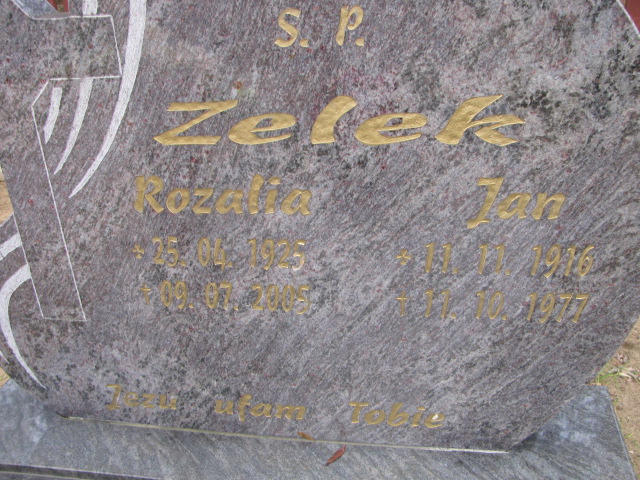 S. P.
Zelek
Rozalia Jan
* 25. 04. 1925 * 11. 11. 1916
† 09. 07. 2005 † 11. 10. 1977
Jezu ufam Tobie